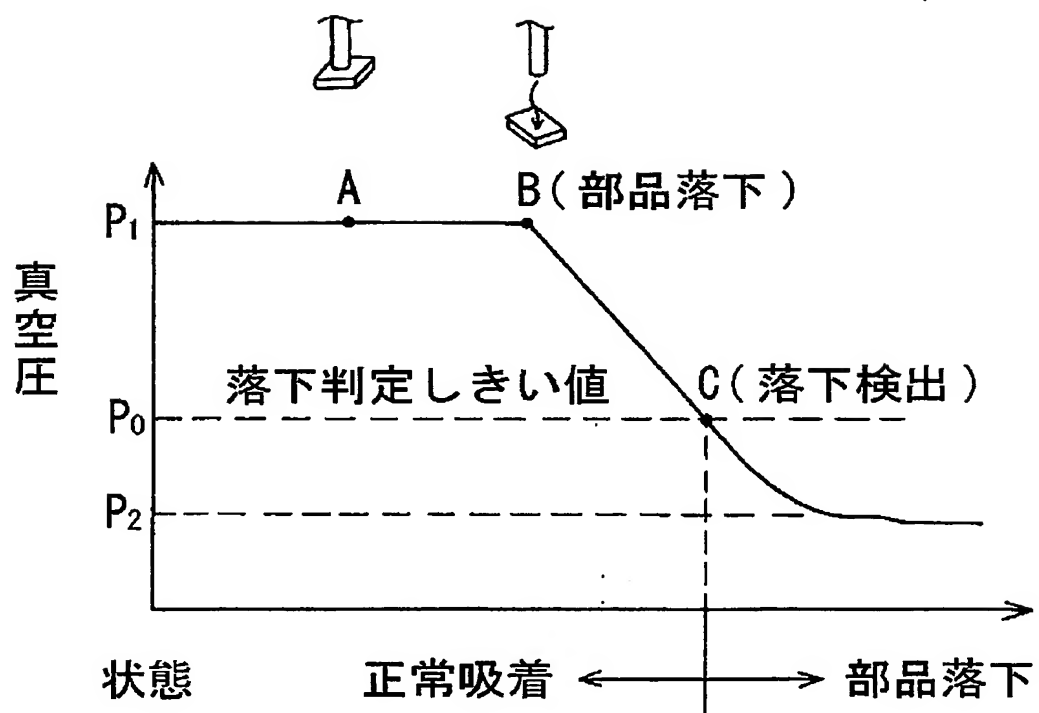 A
B(部品落下)
P1
真空圧
落下判定しきい値
C(落下検出)
P0
P2
状態
正常吸着
部品落下